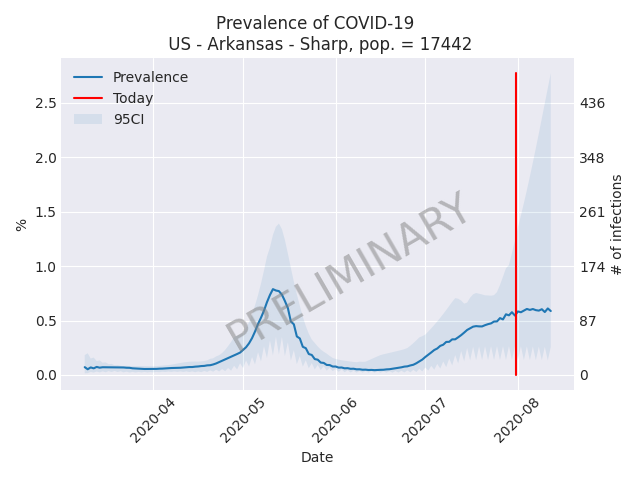 Prevalence of COVID-19
US - Arkansas - Sharp, pop. = 17442
Prevalence
Today
95CI
2.5
2.0
1.5
1.0
0.5
0.0
%
436
348
261
174
87
0
# of infections
PRELIMINARY
2020-04
2020-05
2020-06
2020-07
2020-08
Date